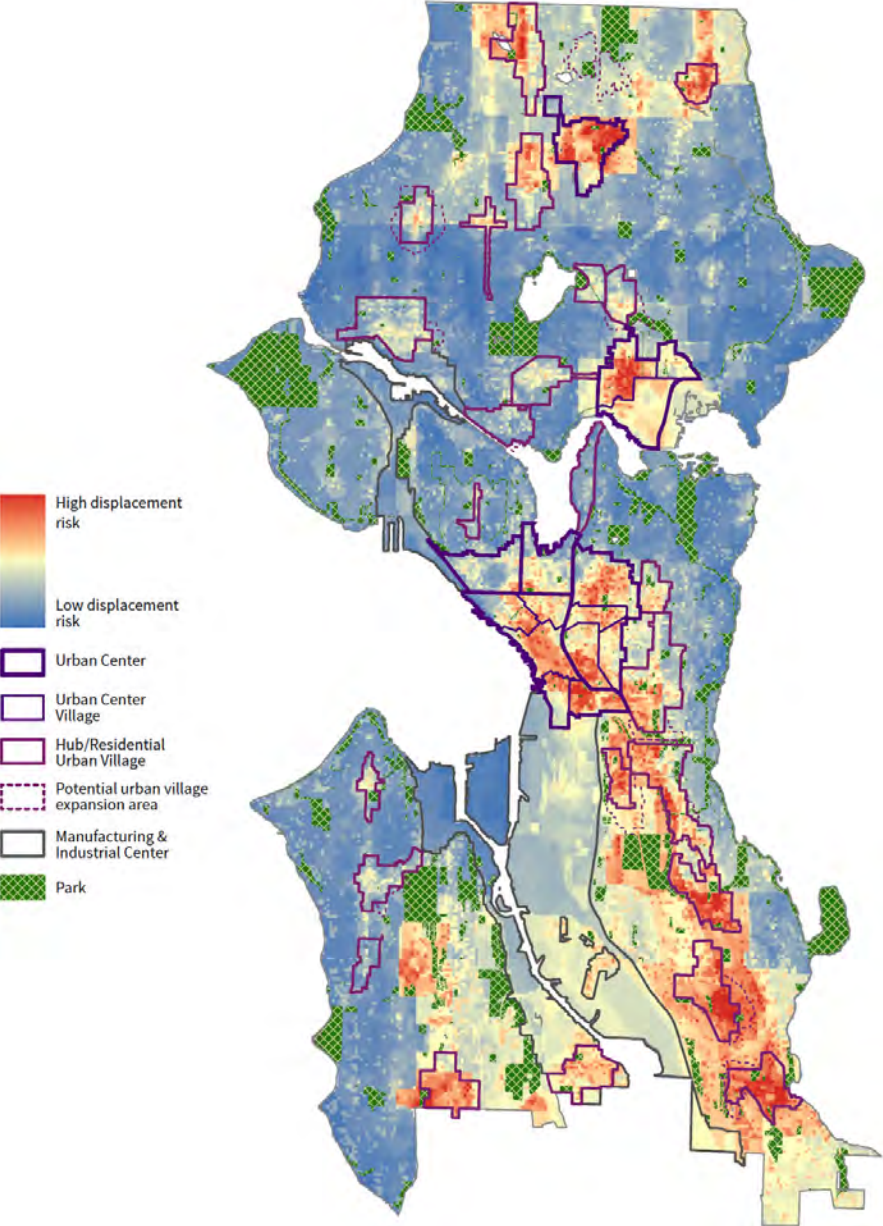 High displacement
risk
Low displacement
risk
Urban Center
Urban Center
Village
Hub/Residential
Urban Village
Potential urban village
expansion area
Manufacturing &
Industrial Center
Park